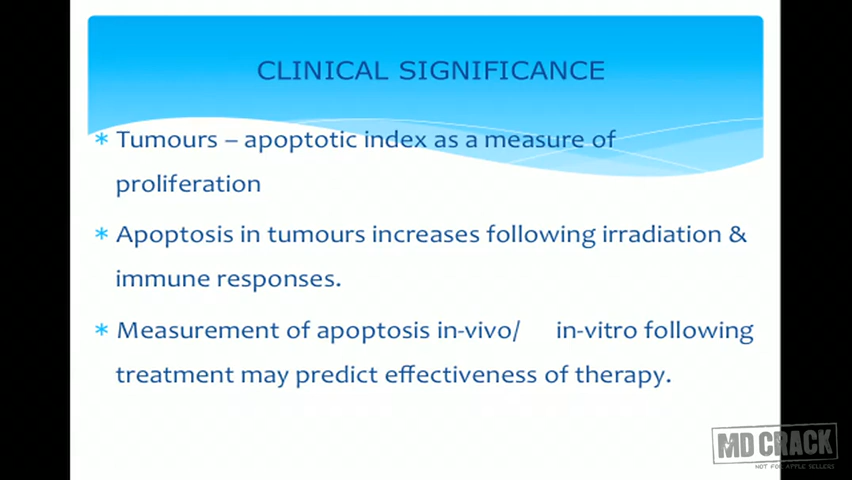 CLINICAL SIGNIFICANCE
* Tumours – apoptotic index as a measure of
proliferation
* Apoptosis in tumours increases following irradiation &
immune responses.
* Measurement of apoptosis in-vivo/ in-vitro following
treatment may predict effectiveness of therapy.
MD CRACK
NOT FOR APPLE SELLERS